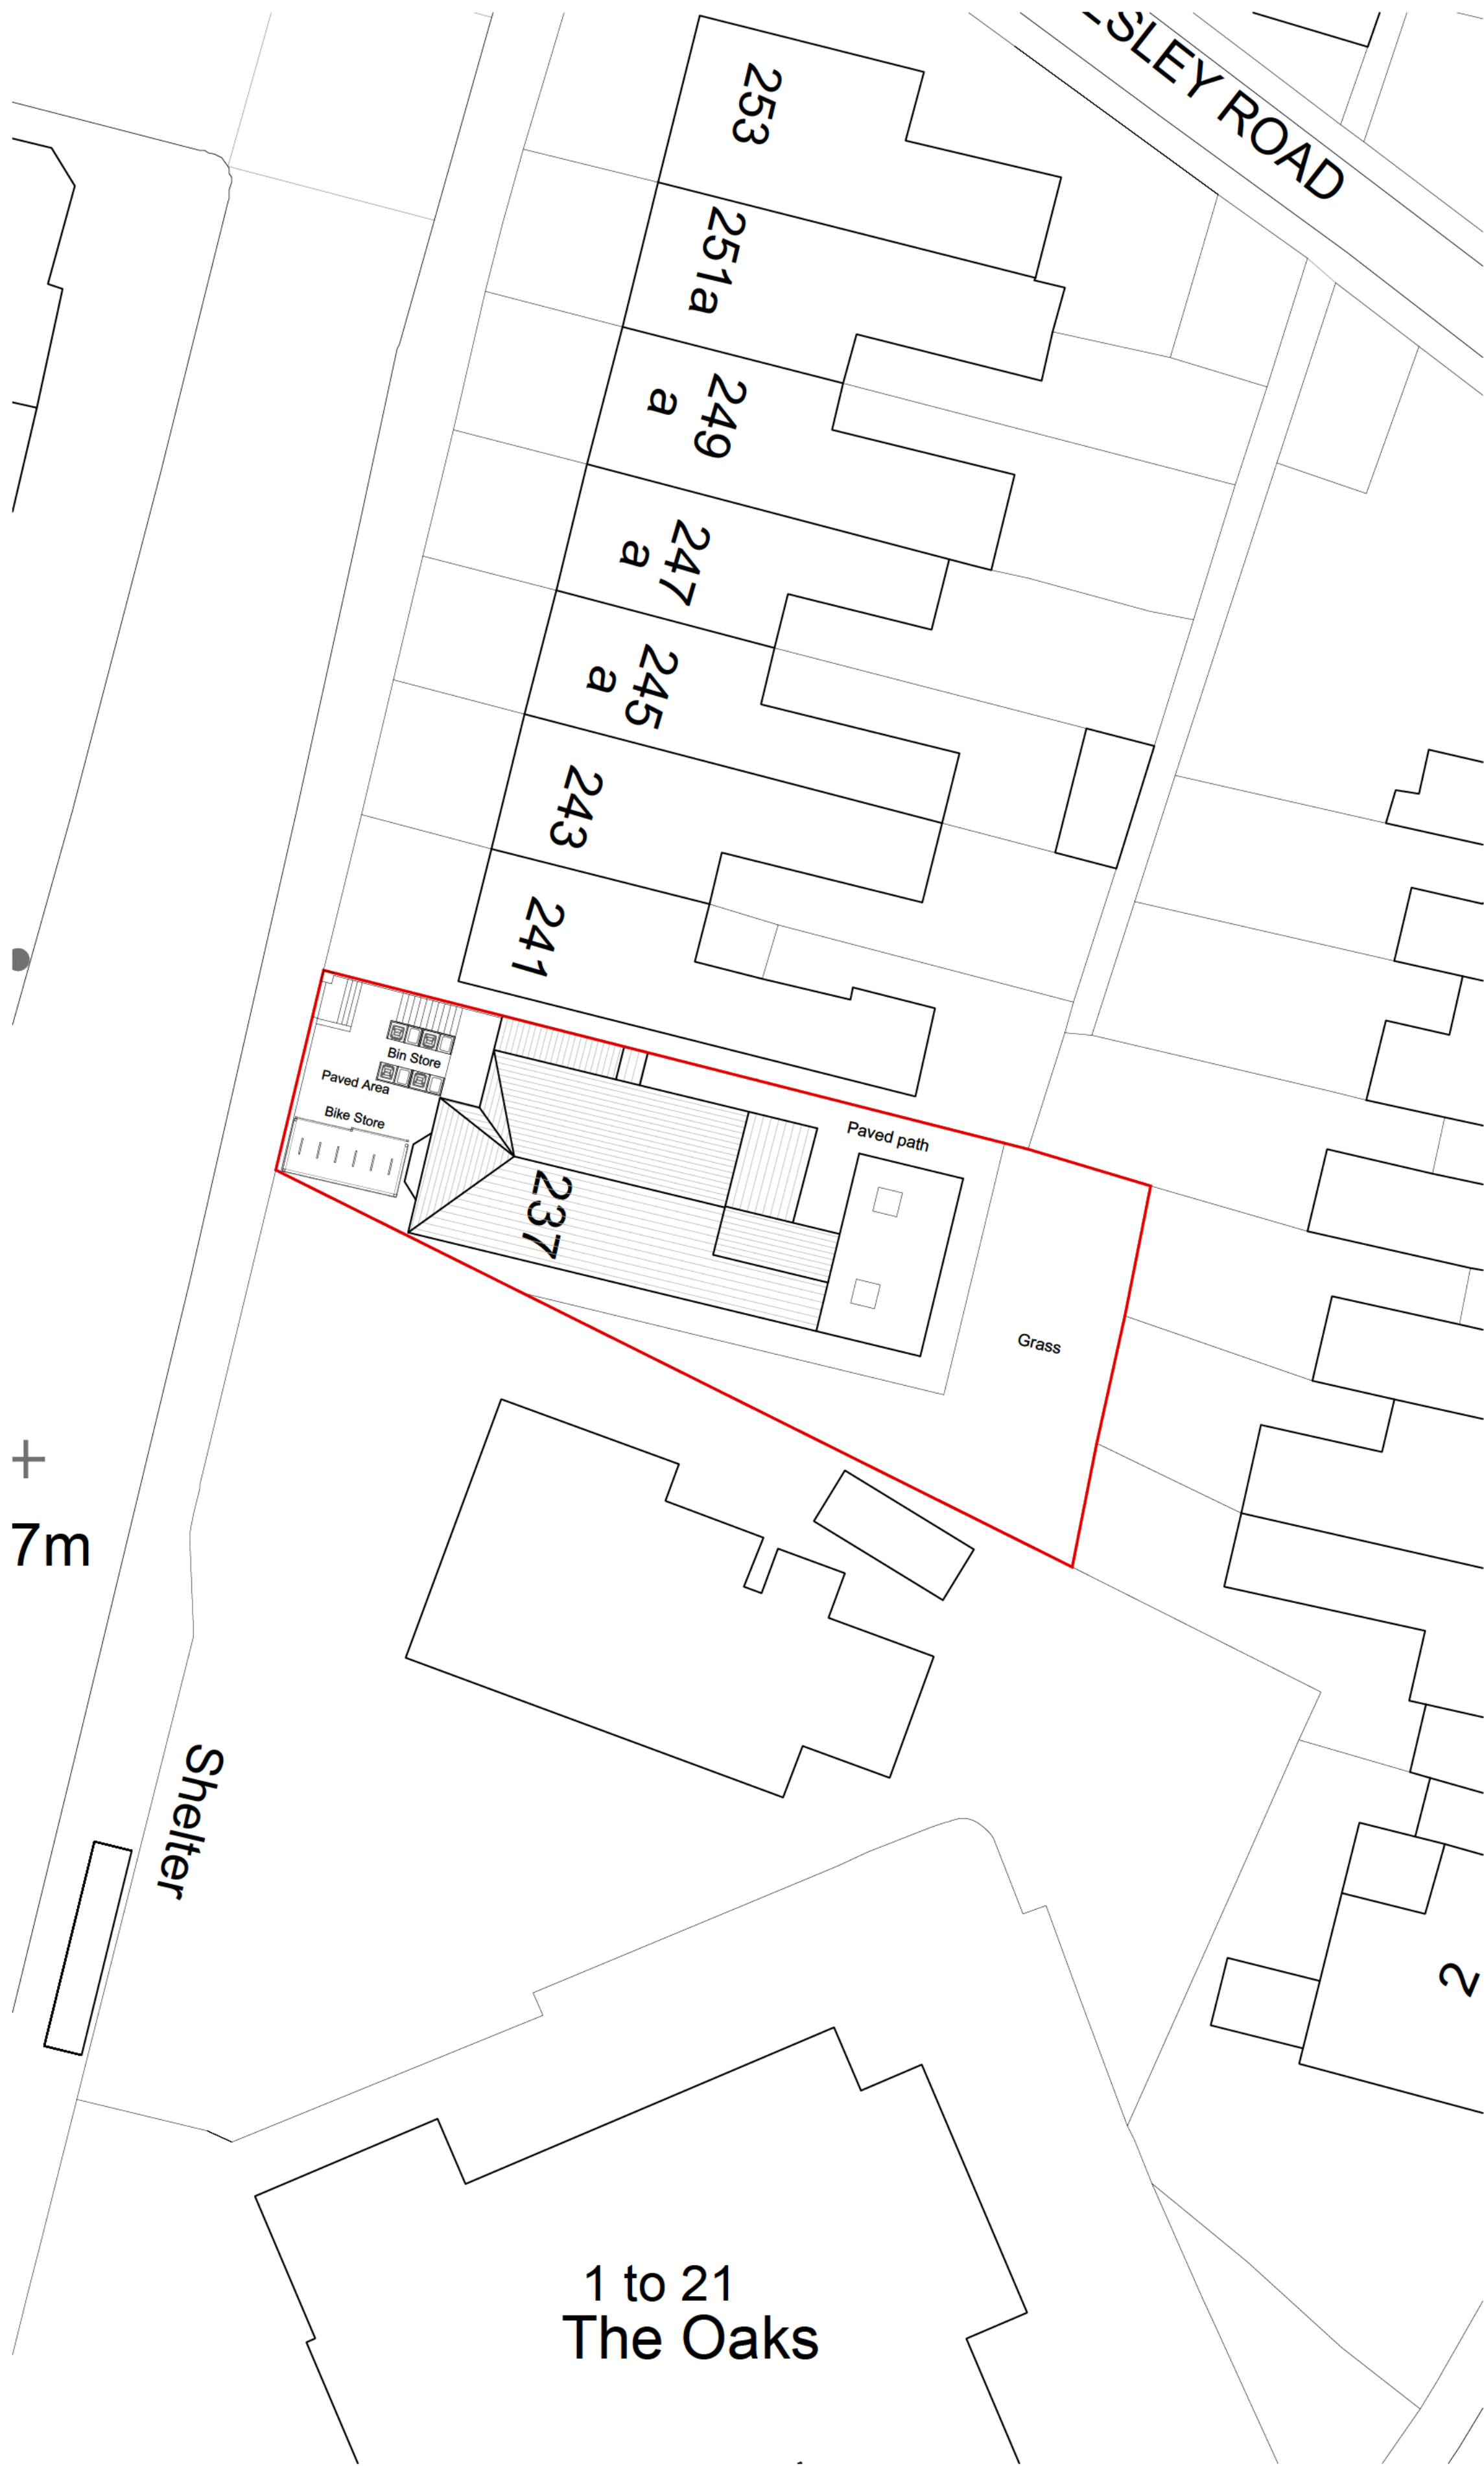 SLEY ROAD
253
251a
249
a
247
a
245
a
243
241
Bin Store
Paved Area
Bike Store
Paved path
237
Grass
7m
Shelter
2
1 to 21
The Oaks